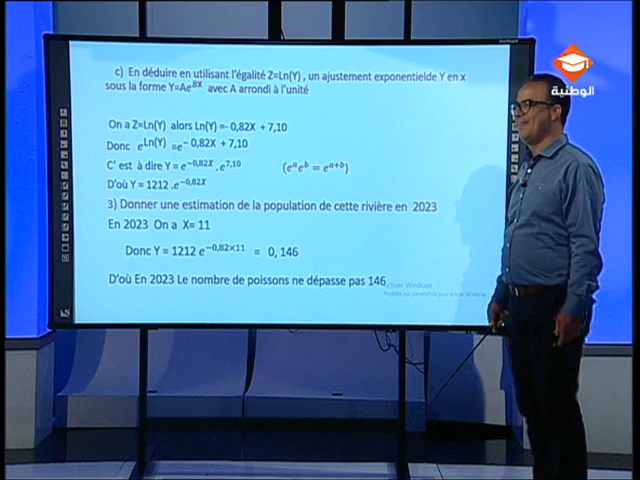 الوطنية
c) En déduire en utilisant l'égalité Z=Ln(Y) , un ajustement exponentielde Y en x
sous la forme Y=Ae^{BX} avec A arrondi à l'unité
On a Z=Ln(Y) alors Ln(Y) =- 0,82X + 7,10
Donc e^{Ln(Y)} =e^{- 0,82X + 7,10}
C' est à dire Y = e^{-0,82X} .e^{7,10} (e^a e^b = e^{a+b})
D'où Y = 1212 .e^{-0,82X}
3) Donner une estimation de la population de cette rivière en 2023
En 2023 On a X= 11
Donc Y = 1212 e^{-0,82×11} = 0, 146
D'où En 2023 Le nombre de poissons ne dépasse pas 146
Activer Windows